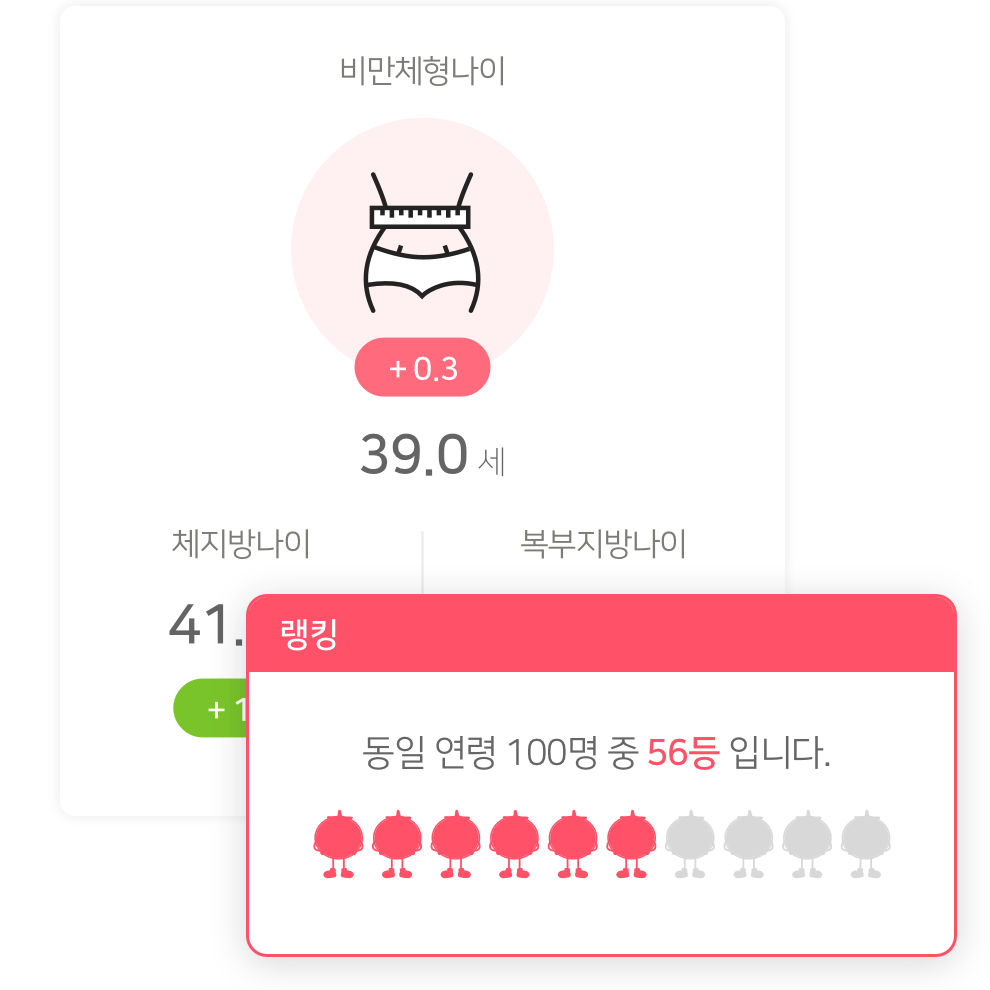 비만체형나이
+ 0.3
39.0 세
체지방나이 복부지방나이
41.
+ 1
랭킹
동일 연령 100명 중 56등 입니다.